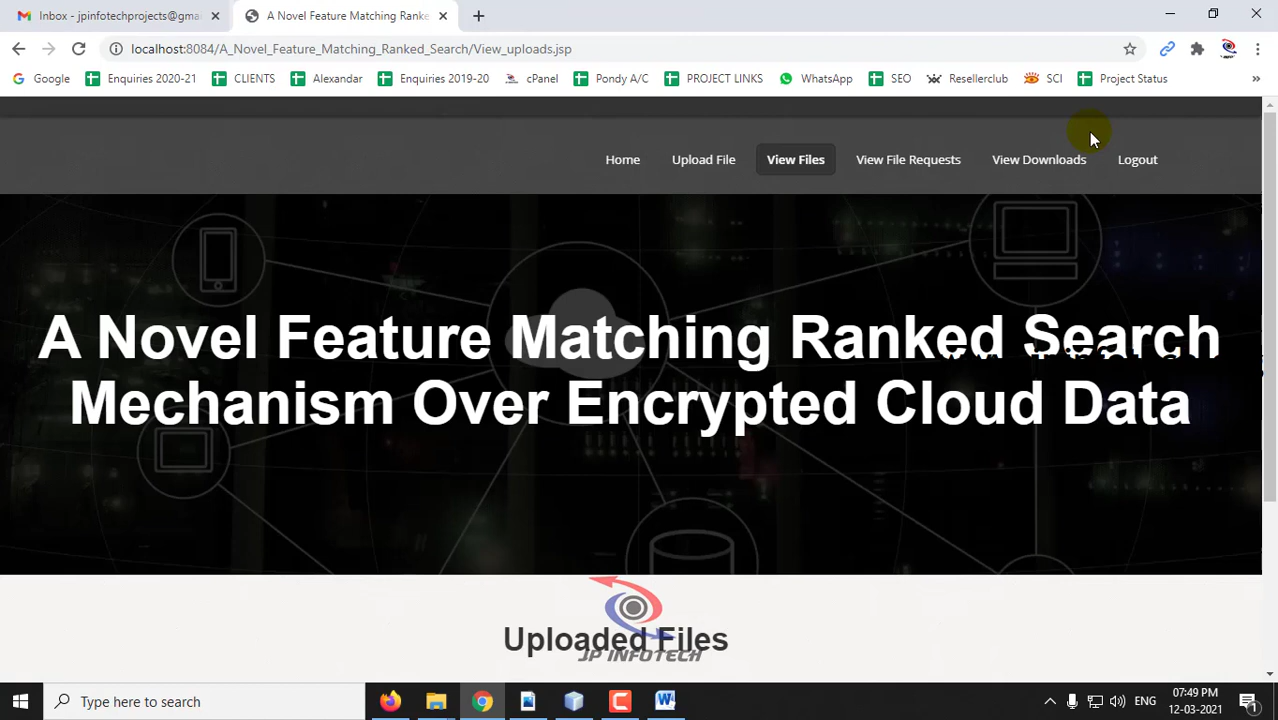 Inbox - jpinfotechprojects@gma
A Novel Feature Matching Ranke
localhost:8084/A_Novel_Feature_Matching_Ranked_Search/View_uploads.jsp
Google
Enquiries 2020-21
CLIENTS
Alexandar
Enquiries 2019-20
cPanel
Pondy A/C
PROJECT LINKS
WhatsApp
SEO
Resellerclub
SCI
Project Status
»
Home
Upload File
View Files
View File Requests
View Downloads
Logout
A Novel Feature Matching Ranked Search
Mechanism Over Encrypted Cloud Data
Uploaded Files
JP INFOTECH
Type here to search
ENG
07:49 PM
12-03-2021
1